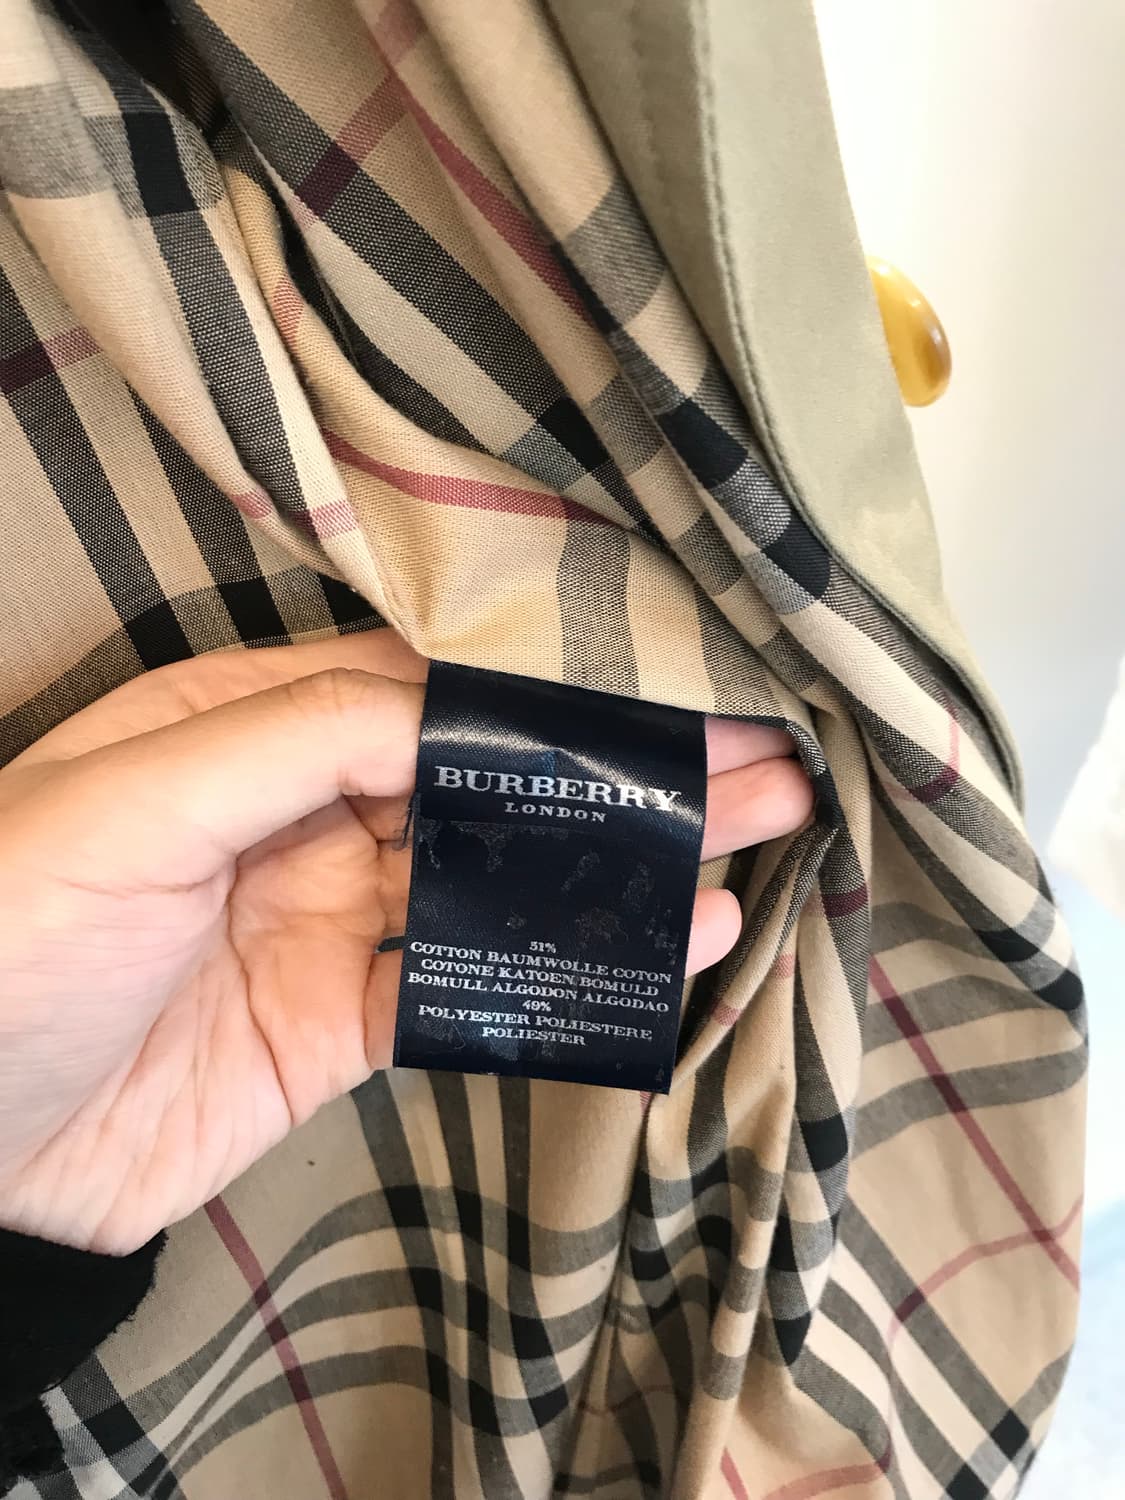 BURBERRY
LONDON
51%
COTTON BAUMWOLLE COTON
COTONE KATOEN BOMULD
BOMULL ALGODON ALGODAO
49%
POLYESTER POLIESTERE
POLIESTER